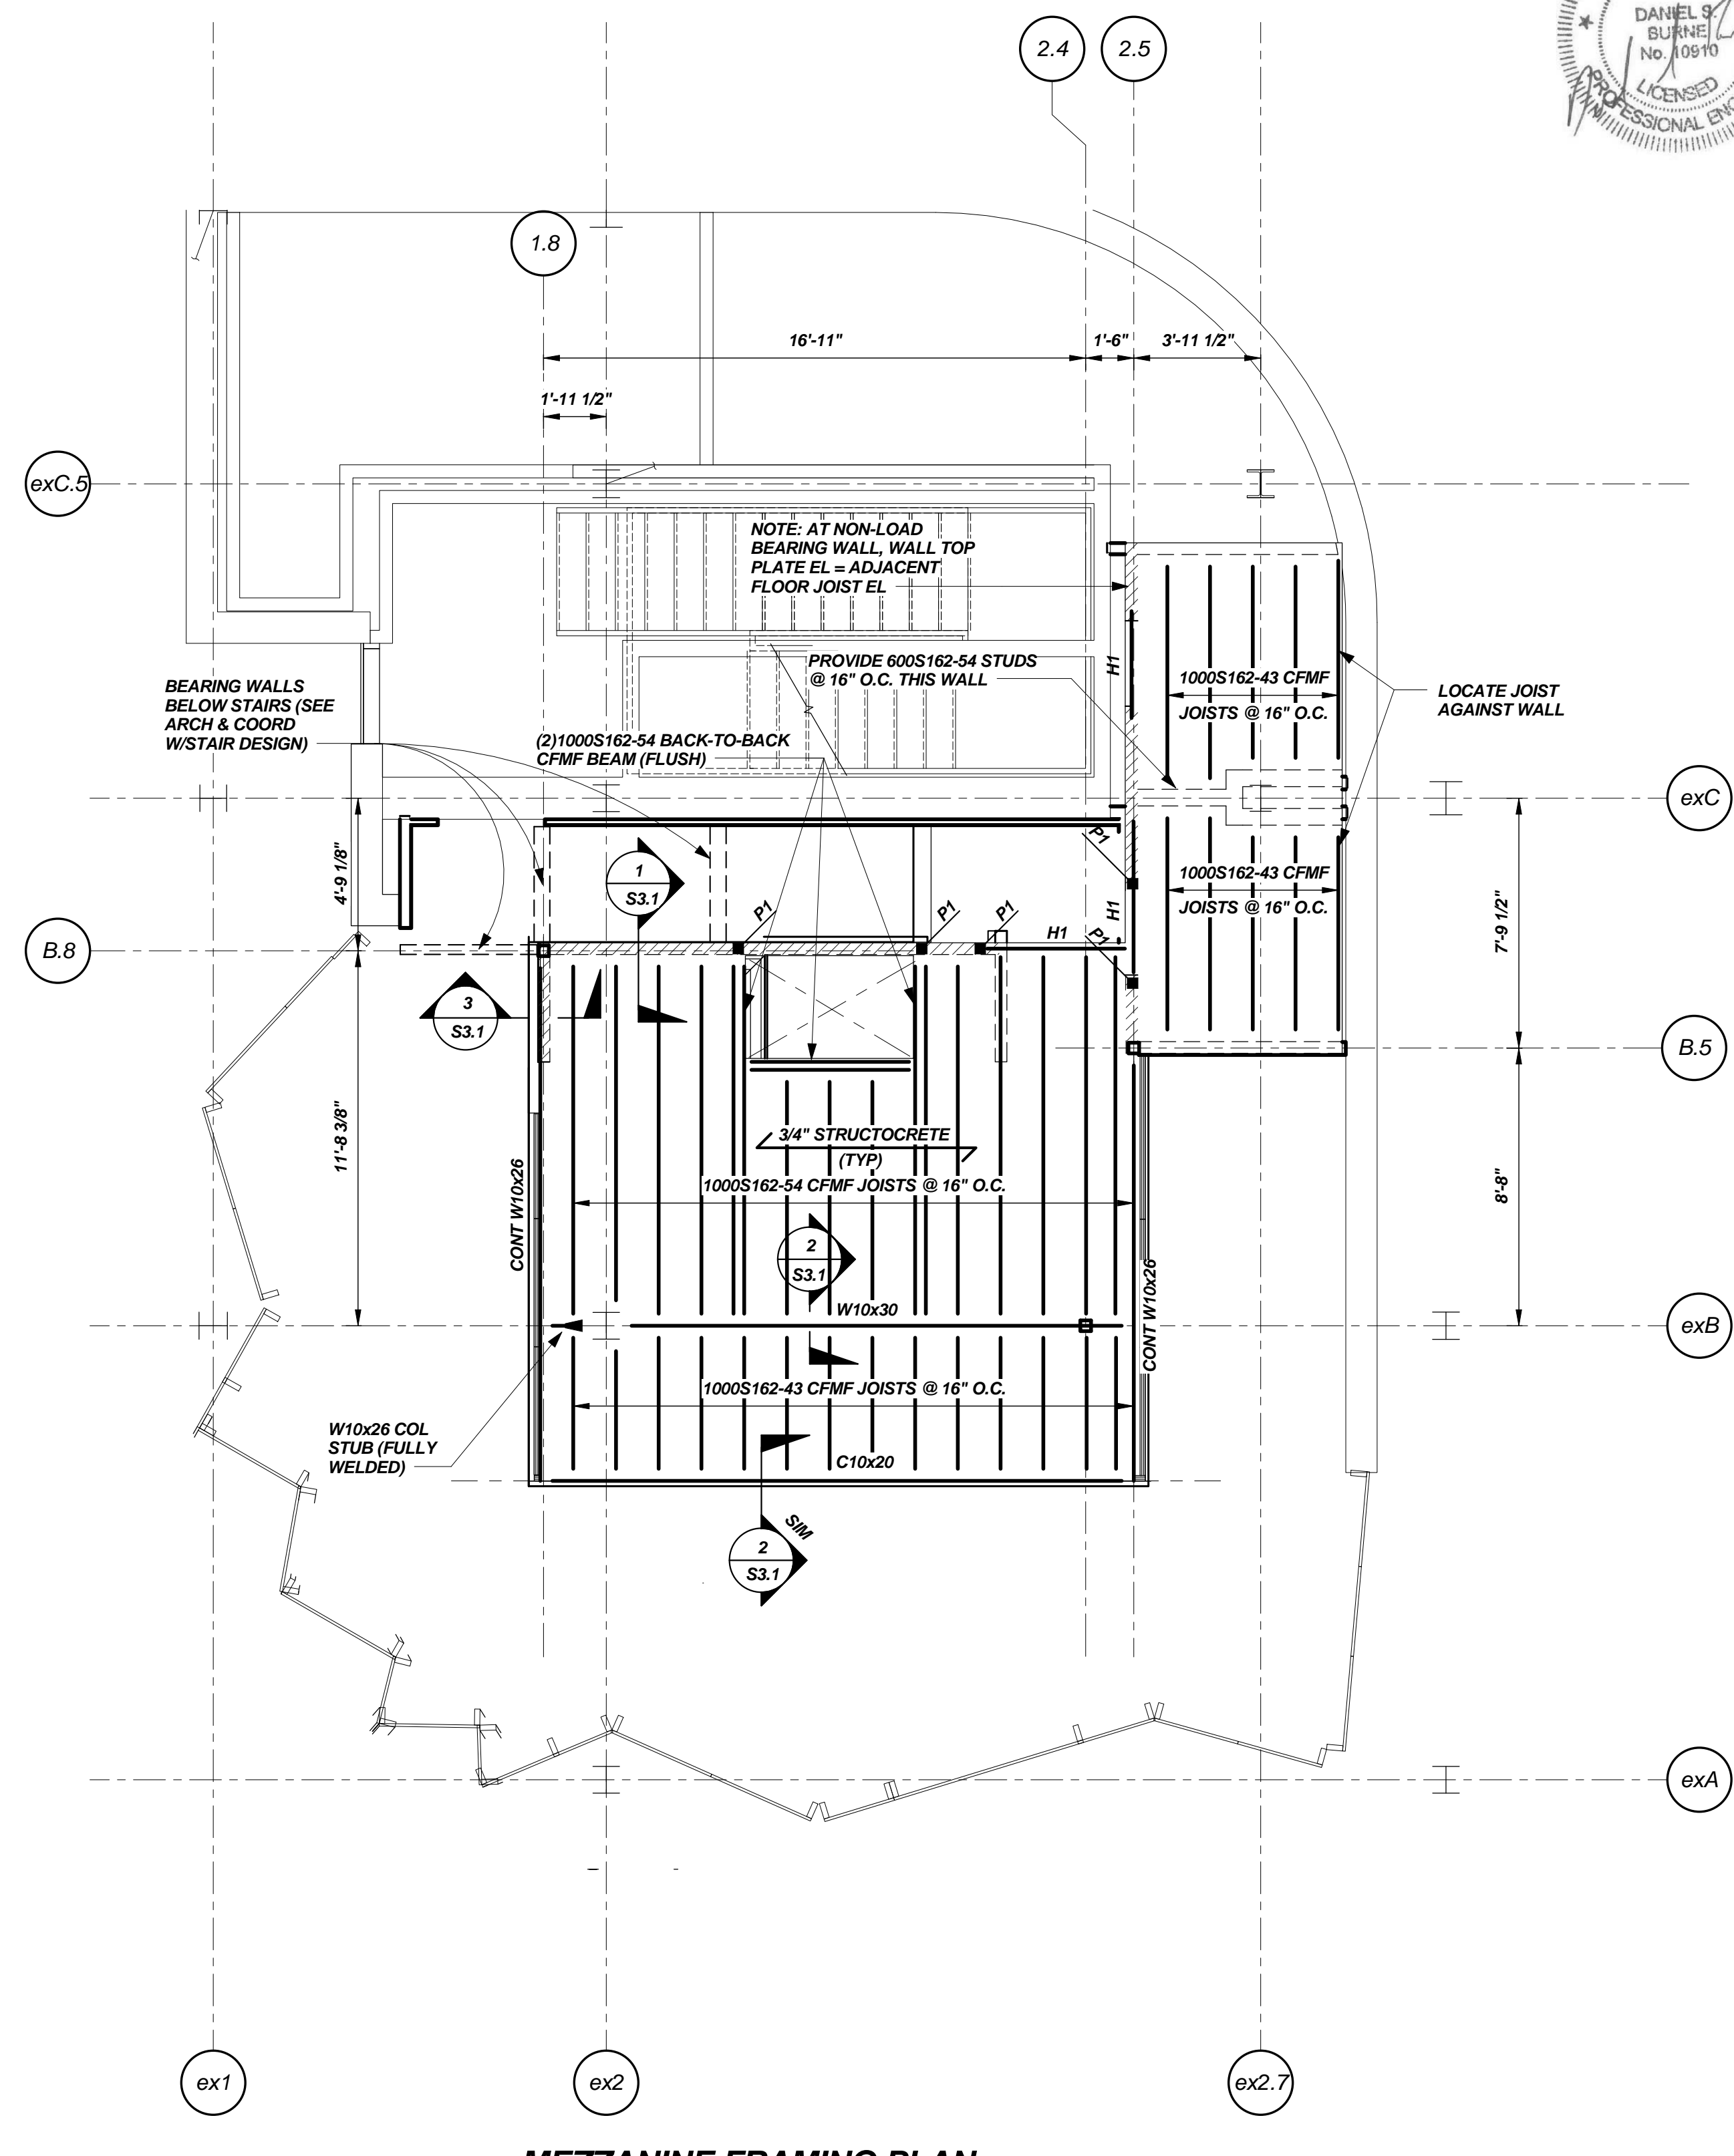 DANIEL S.
BURNE
No. 10910
LICENSED
PROFESSIONAL
2.4
2.5
1.8
16'-11"
1'-6"
3'-11 1/2"
1'-11 1/2"
exC.5
NOTE: AT NON-LOAD
BEARING WALL, WALL TOP
PLATE EL = ADJACENT
FLOOR JOIST EL
H1
PROVIDE 600S162-54 STUDS
@ 16" O.C. THIS WALL
1000S162-43 CFMF
JOISTS @ 16" O.C.
LOCATE JOIST
AGAINST WALL
BEARING WALLS
BELOW STAIRS (SEE
ARCH & COORD
W/STAIR DESIGN)
(2)1000S162-54 BACK-TO-BACK
CFMF BEAM (FLUSH)
exC
P1
4'-9 1/8"
1
S3.1
1000S162-43 CFMF
JOISTS @ 16" O.C.
H1
7'-9 1/2"
P1
P1
P1
H1
P1
B.8
3
S3.1
B.5
11'-8 3/8"
3/4" STRUCTOCRETE
(TYP)
1000S162-54 CFMF JOISTS @ 16" O.C.
8'-8"
CONT W10x26
2
S3.1
W10x30
CONT W10x26
exB
1000S162-43 CFMF JOISTS @ 16" O.C.
W10x26 COL
STUB (FULLY
WELDED)
C10x20
SIM
2
S3.1
exA
ex1
ex2
ex2.7
MEZZANINE FRAMING PLAN